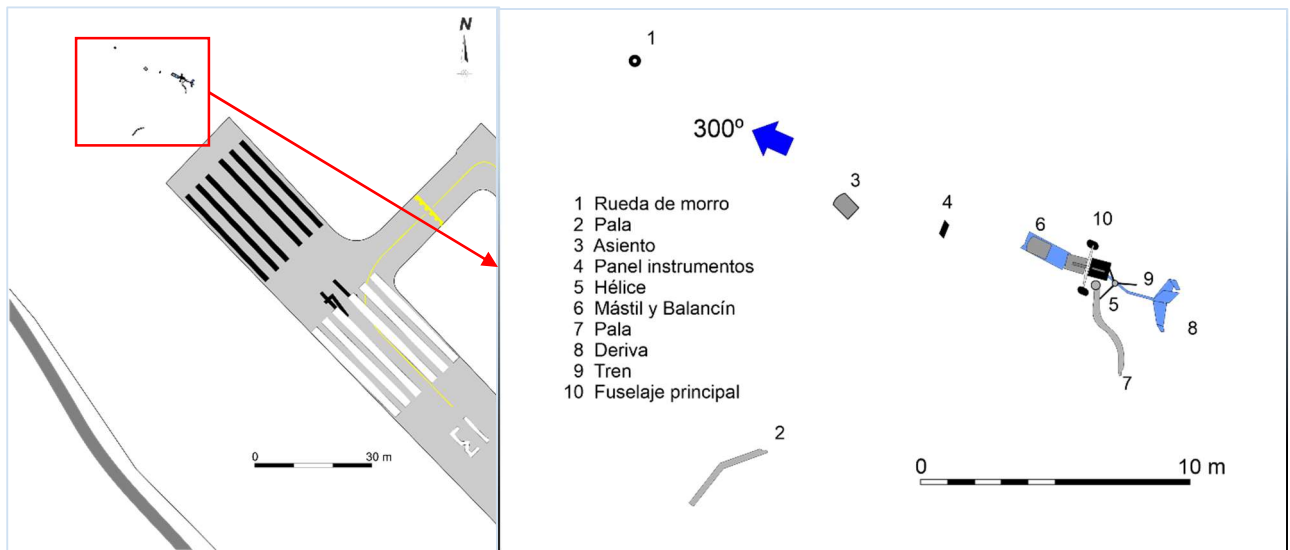 N
0 30 m
13
1
300º
3
4
1 Rueda de morro
2 Pala
3 Asiento
4 Panel instrumentos
5 Hélice
6 Mástil y Balancín
7 Pala
8 Deriva
9 Tren
10 Fuselaje principal
10
6
9
5
8
7
2
0 10 m